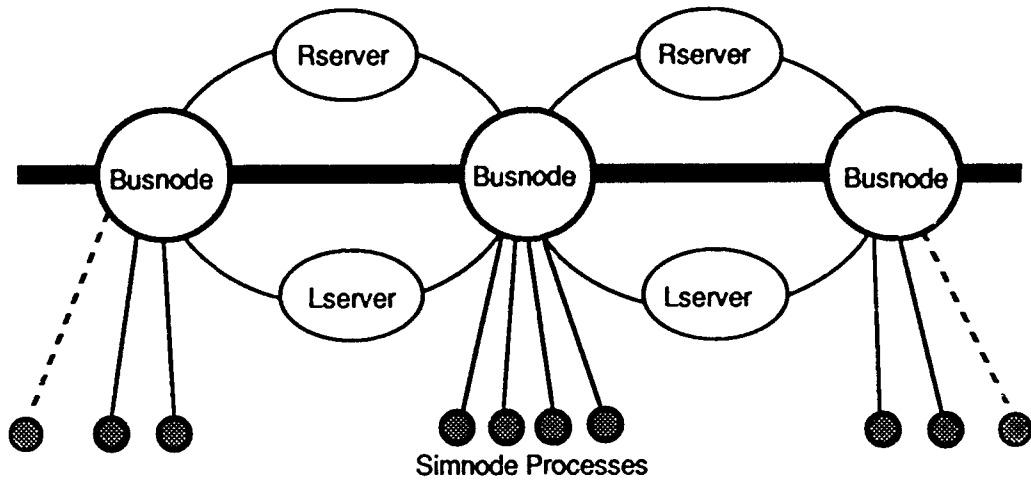 Rserver
Rserver
Busnode
Busnode
Busnode
Lserver
Lserver
Simnode Processes